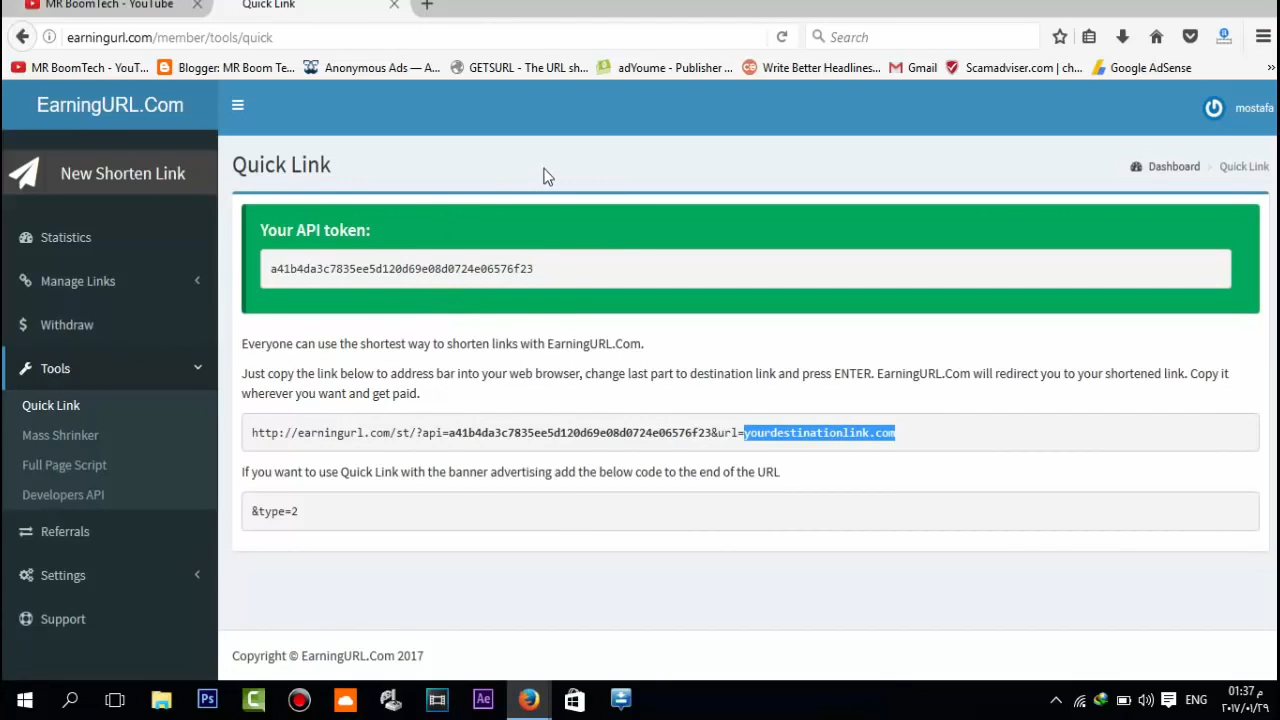 MR BoomTech - YouTube
Quick Link
earningurl.com/member/tools/quick
Search
MR BoomTech - YouT...
Blogger: MR Boom Te...
Anonymous Ads — A...
GETSURL - The URL sh...
adYoume - Publisher ...
Write Better Headlines...
Gmail
Scamadviser.com | ch...
Google AdSense
EarningURL.Com
mostafa
New Shorten Link
Quick Link
Dashboard > Quick Link
Statistics
Manage Links
Withdraw
Tools
Quick Link
Mass Shrinker
Full Page Script
Developers API
Referrals
Settings
Support
Your API token:
a41b4da3c7835ee5d120d69e08d0724e06576f23
Everyone can use the shortest way to shorten links with EarningURL.Com.
Just copy the link below to address bar into your web browser, change last part to destination link and press ENTER. EarningURL.Com will redirect you to your shortened link. Copy it
wherever you want and get paid.
http://earningurl.com/st/?api=a41b4da3c7835ee5d120d69e08d0724e06576f23&url=yourdestinationlink.com
If you want to use Quick Link with the banner advertising add the below code to the end of the URL
&type=2
Copyright © EarningURL.Com 2017
Ps
Ae
ENG
01:37 م
٢٠١٧/٠١/٢٩